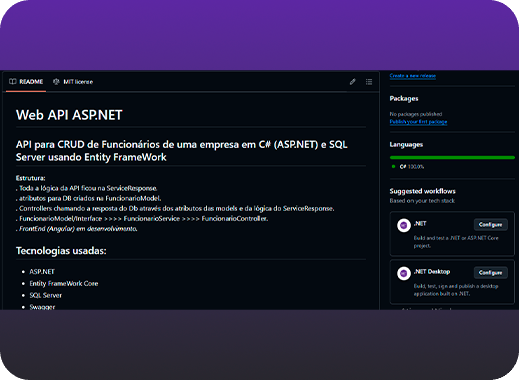 README
MIT license
Web API ASP.NET
API para CRUD de Funcionários de uma empresa em C# (ASP.NET) e SQL
Server usando Entity FrameWork
Estrutura:
. Toda a lógica da API ficou na ServiceResponse.
. atributos para DB criados na FuncionarioModel.
. Controllers chamando a resposta do Db através dos atributos das models e da lógica do ServiceResponse.
. FuncionarioModel/Interface >>>> FuncionarioService >>>> FuncionarioController.
. FrontEnd (Angular) em desenvolvimento.
Tecnologias usadas:
ASP.NET
Entity FrameWork Core
SQL Server
Swagger
Create a new release
Packages
No packages published
Publish your first package
Languages
C# 100.0%
Suggested workflows
Based on your tech stack
.NET
Configure
Build and test a .NET or ASP.NET Core
project.
.NET Desktop
Configure
Build, test, sign and publish a desktop
application built on .NET.